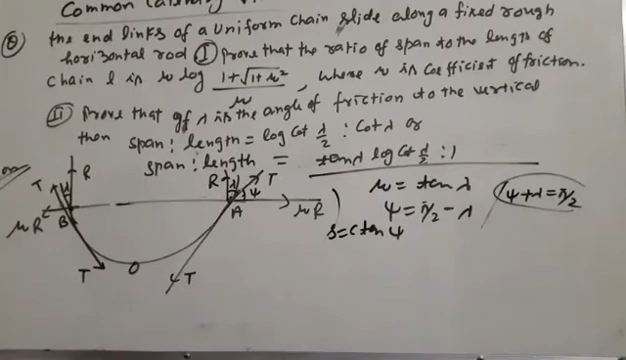 Common
⑧ the end links of a uniform chain slide along a fixed rough
horizontal rod Ⓘ prove that the ratio of span to the length of
chain l is μ log (1+√(1+μ²))/μ, where μ is coefficient of friction.
Ⅱ Prove that if λ is the angle of friction to the vertical
then span : length = log cot λ/2 : cot λ or
span : length = tan λ log cot λ/2 : 1
T λ R R λ T
μR B A ψ μR
μ = tan λ
ψ + λ = π/2
ψ = π/2 - λ
s = c tan ψ
T O T